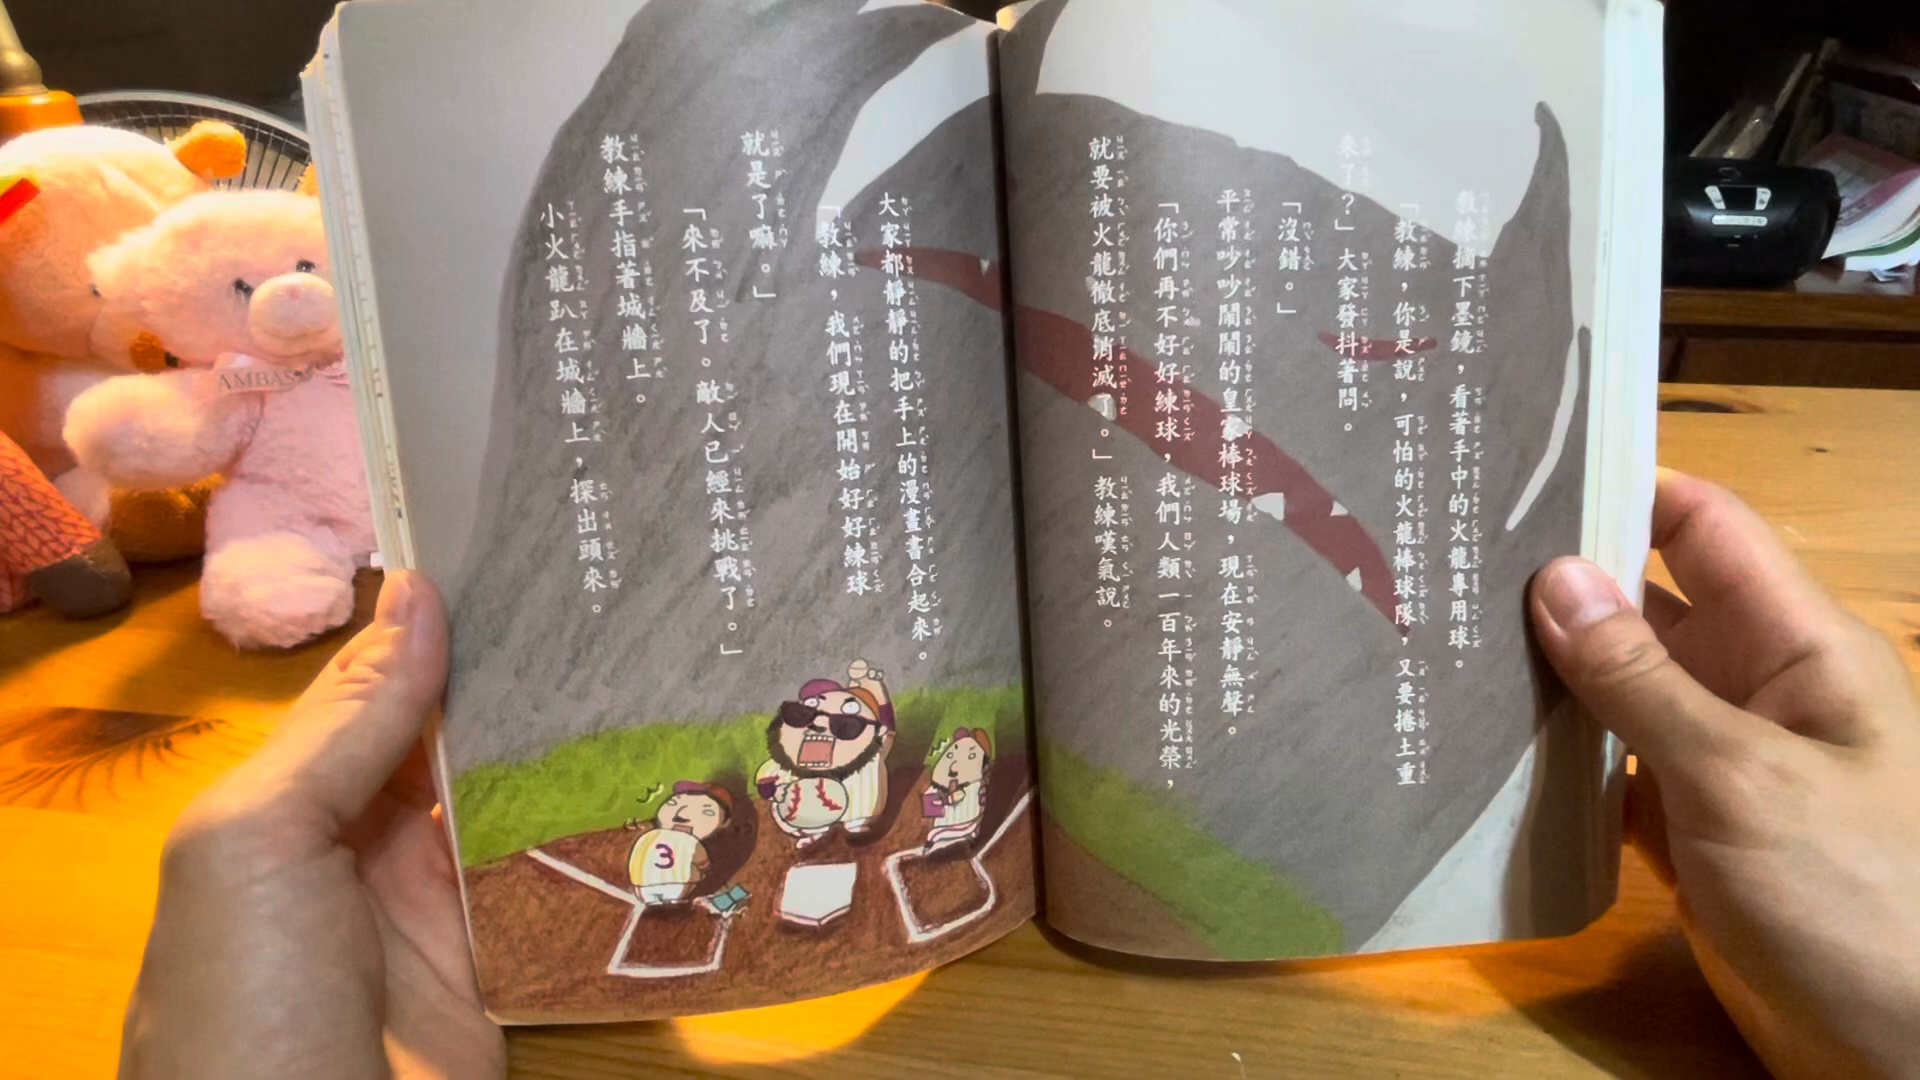 教練摘下墨鏡，看著手中的火龍專用球。
「教練，你是說，可怕的火龍棒球隊，又要捲土重
來了？」大家發抖著問。
「沒錯。」
平常吵吵鬧鬧的皇家棒球場，現在安靜無聲。
「你們再不好好練球，我們人類一百年來的光榮，
就要被火龍徹底消滅了。」教練嘆氣說。
大家都靜靜的把手上的漫畫書合起來。
「教練，我們現在開始好好練球
就是了嘛。」
「來不及了。敵人已經來挑戰了。」
教練手指著城牆上。
小火龍趴在城牆上，探出頭來。
3